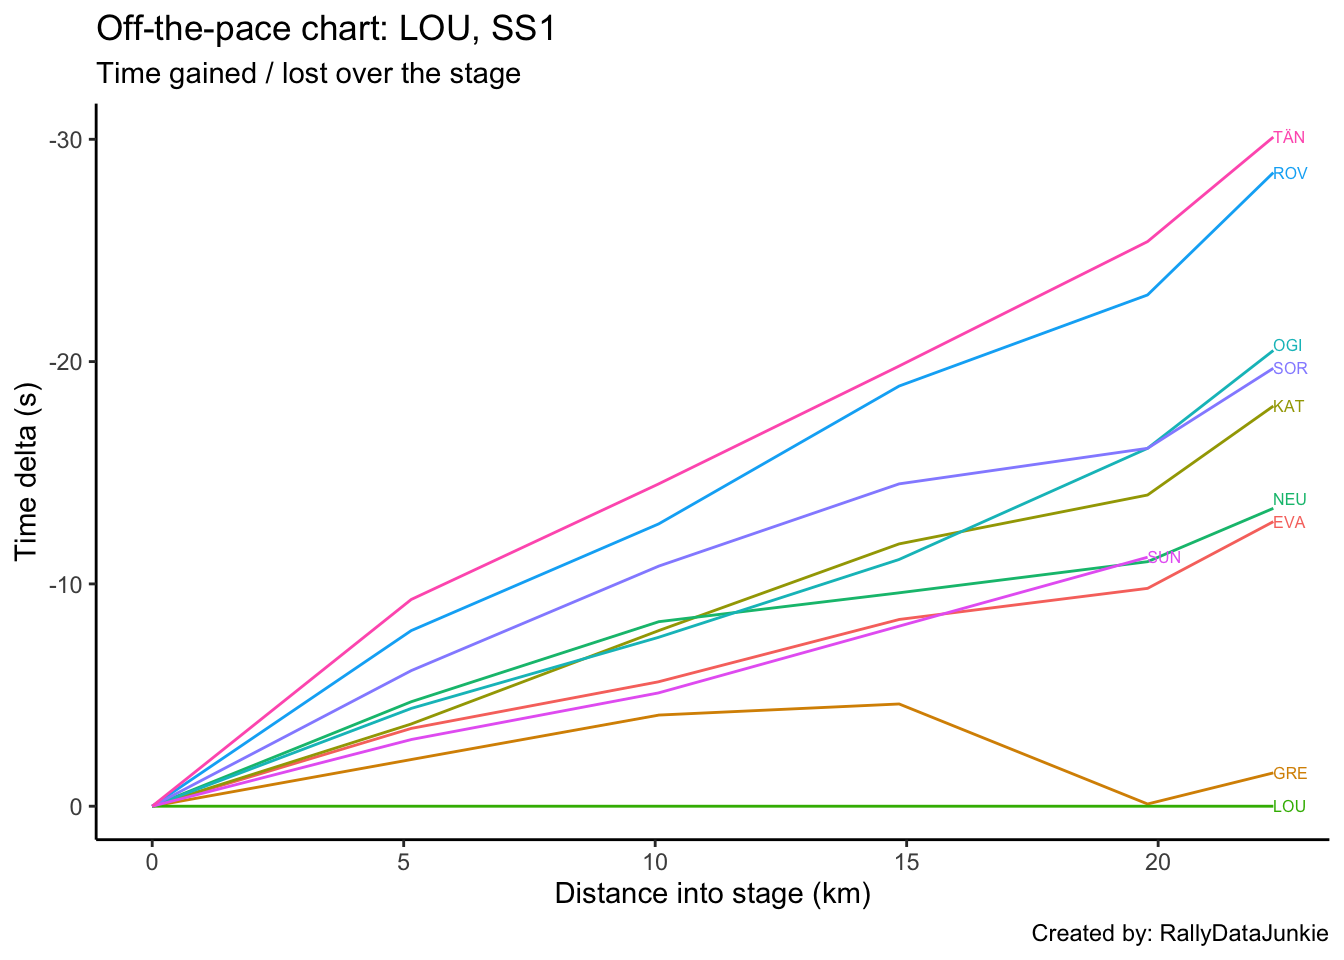 Off-the-pace chart: LOU, SS1
Time gained / lost over the stage
-30
-20
-10
0
Time delta (s)
TÄN
ROV
OGI
SOR
KAT
NEU
EVA
SUN
GRE
LOU
0 5 10 15 20
Distance into stage (km)
Created by: RallyDataJunkie